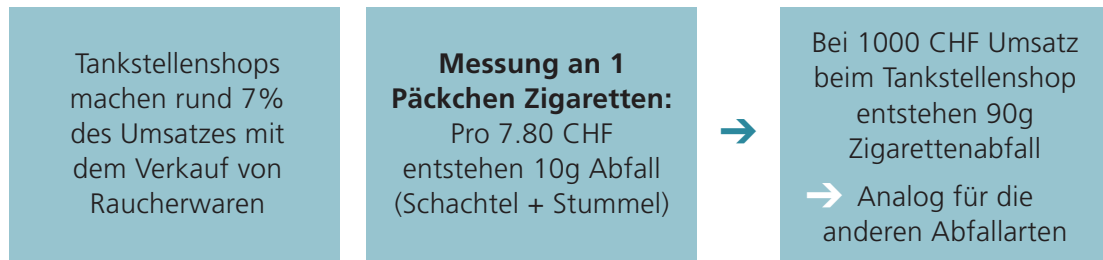 Tankstellenshops
machen rund 7%
des Umsatzes mit
dem Verkauf von
Raucherwaren
Messung an 1
Päckchen Zigaretten:
Pro 7.80 CHF
entstehen 10g Abfall
(Schachtel + Stummel)
➔
Bei 1000 CHF Umsatz
beim Tankstellenshop
entstehen 90g
Zigarettenabfall
➔ Analog für die
anderen Abfallarten